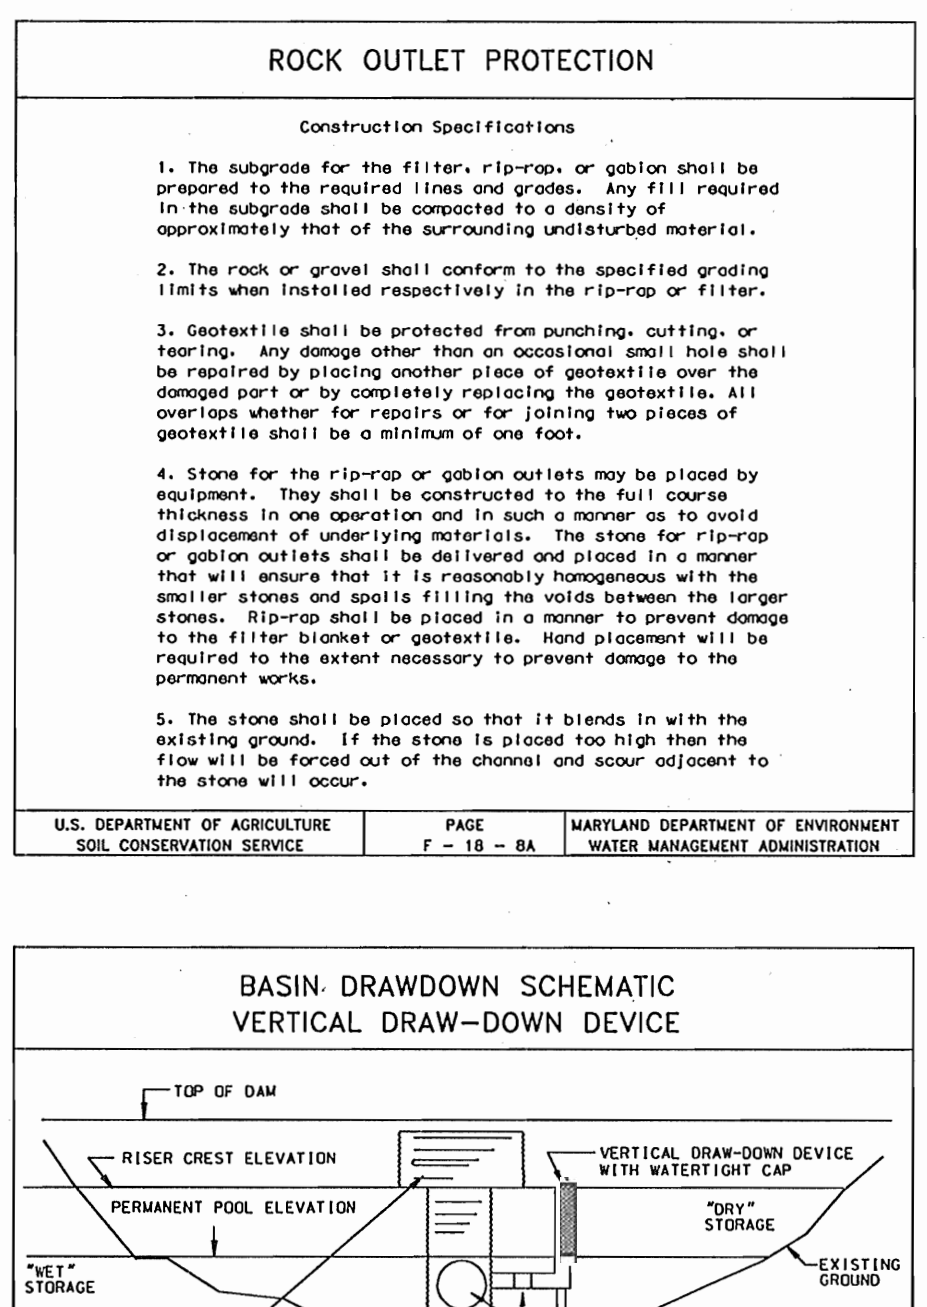 ROCK OUTLET PROTECTION
Construction Specifications
1. The subgrade for the filter, rip-rap, or gabion shall be
prepared to the required lines and grades. Any fill required
in the subgrade shall be compacted to a density of
approximately that of the surrounding undisturbed material.
2. The rock or gravel shall conform to the specified grading
limits when installed respectively in the rip-rap or filter.
3. Geotextile shall be protected from punching, cutting, or
tearing. Any damage other than an occasional small hole shall
be repaired by placing another piece of geotextile over the
damaged part or by completely replacing the geotextile. All
overlaps whether for repairs or for joining two pieces of
geotextile shall be a minimum of one foot.
4. Stone for the rip-rap or gabion outlets may be placed by
equipment. They shall be constructed to the full course
thickness in one operation and in such a manner as to avoid
displacement of underlying materials. The stone for rip-rap
or gabion outlets shall be delivered and placed in a manner
that will ensure that it is reasonably homogeneous with the
smaller stones and spalls filling the voids between the larger
stones. Rip-rap shall be placed in a manner to prevent damage
to the filter blanket or geotextile. Hand placement will be
required to the extent necessary to prevent damage to the
permanent works.
5. The stone shall be placed so that it blends in with the
existing ground. If the stone is placed too high then the
flow will be forced out of the channel and scour adjacent to
the stone will occur.
U.S. DEPARTMENT OF AGRICULTURE
SOIL CONSERVATION SERVICE
PAGE
F - 18 - 8A
MARYLAND DEPARTMENT OF ENVIRONMENT
WATER MANAGEMENT ADMINISTRATION
BASIN DRAWDOWN SCHEMATIC
VERTICAL DRAW-DOWN DEVICE
TOP OF DAM
RISER CREST ELEVATION
VERTICAL DRAW-DOWN DEVICE
WITH WATERTIGHT CAP
PERMANENT POOL ELEVATION
"DRY"
STORAGE
"WET"
STORAGE
EXISTING
GROUND